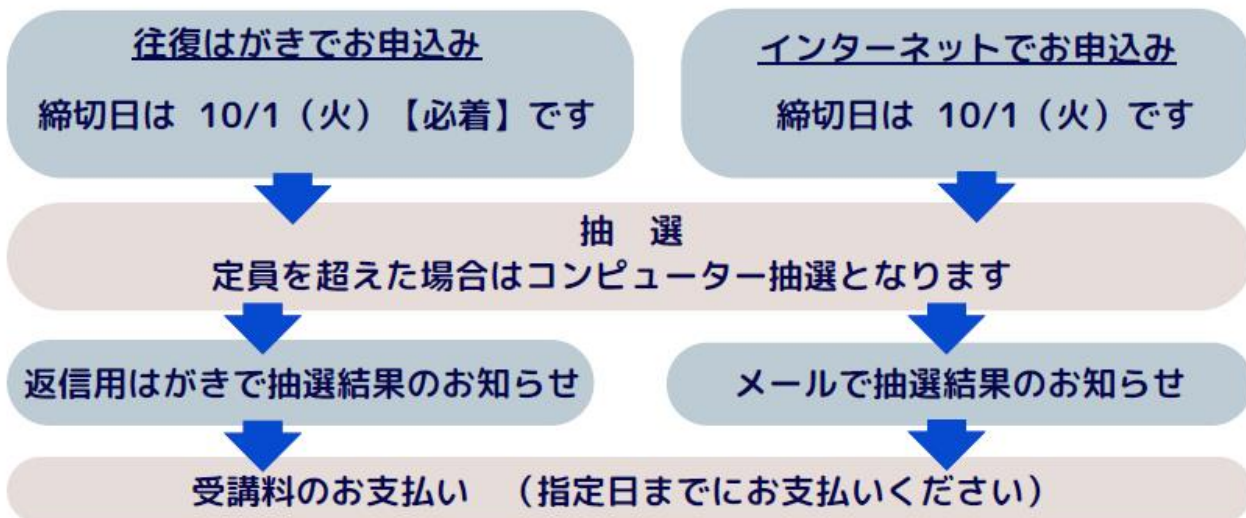 往復はがきでお申込み
締切日は 10/1（火）【必着】です
インターネットでお申込み
締切日は 10/1（火）です
抽 選
定員を超えた場合はコンピューター抽選となります
返信用はがきで抽選結果のお知らせ
メールで抽選結果のお知らせ
受講料のお支払い （指定日までにお支払いください）